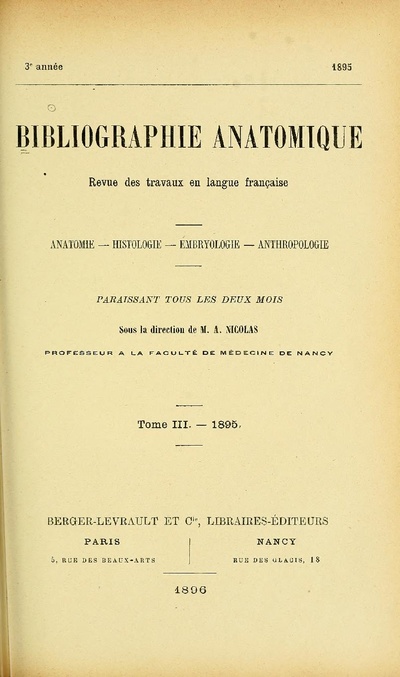 3e année 1895
BIBLIOGRAPHIE ANATOMIQUE
Revue des travaux en langue française
ANATOMIE — HISTOLOGIE — EMBRYOLOGIE — ANTHROPOLOGIE
PARAISSANT TOUS LES DEUX MOIS
Sous la direction de M. A. NICOLAS
PROFESSEUR A LA FACULTÉ DE MÉDECINE DE NANCY
Tome III. — 1895.
BERGER-LEVRAULT ET Cie, LIBRAIRES-ÉDITEURS
PARIS NANCY
5, RUE DES BEAUX-ARTS RUE DES GLACIS, 18
1896